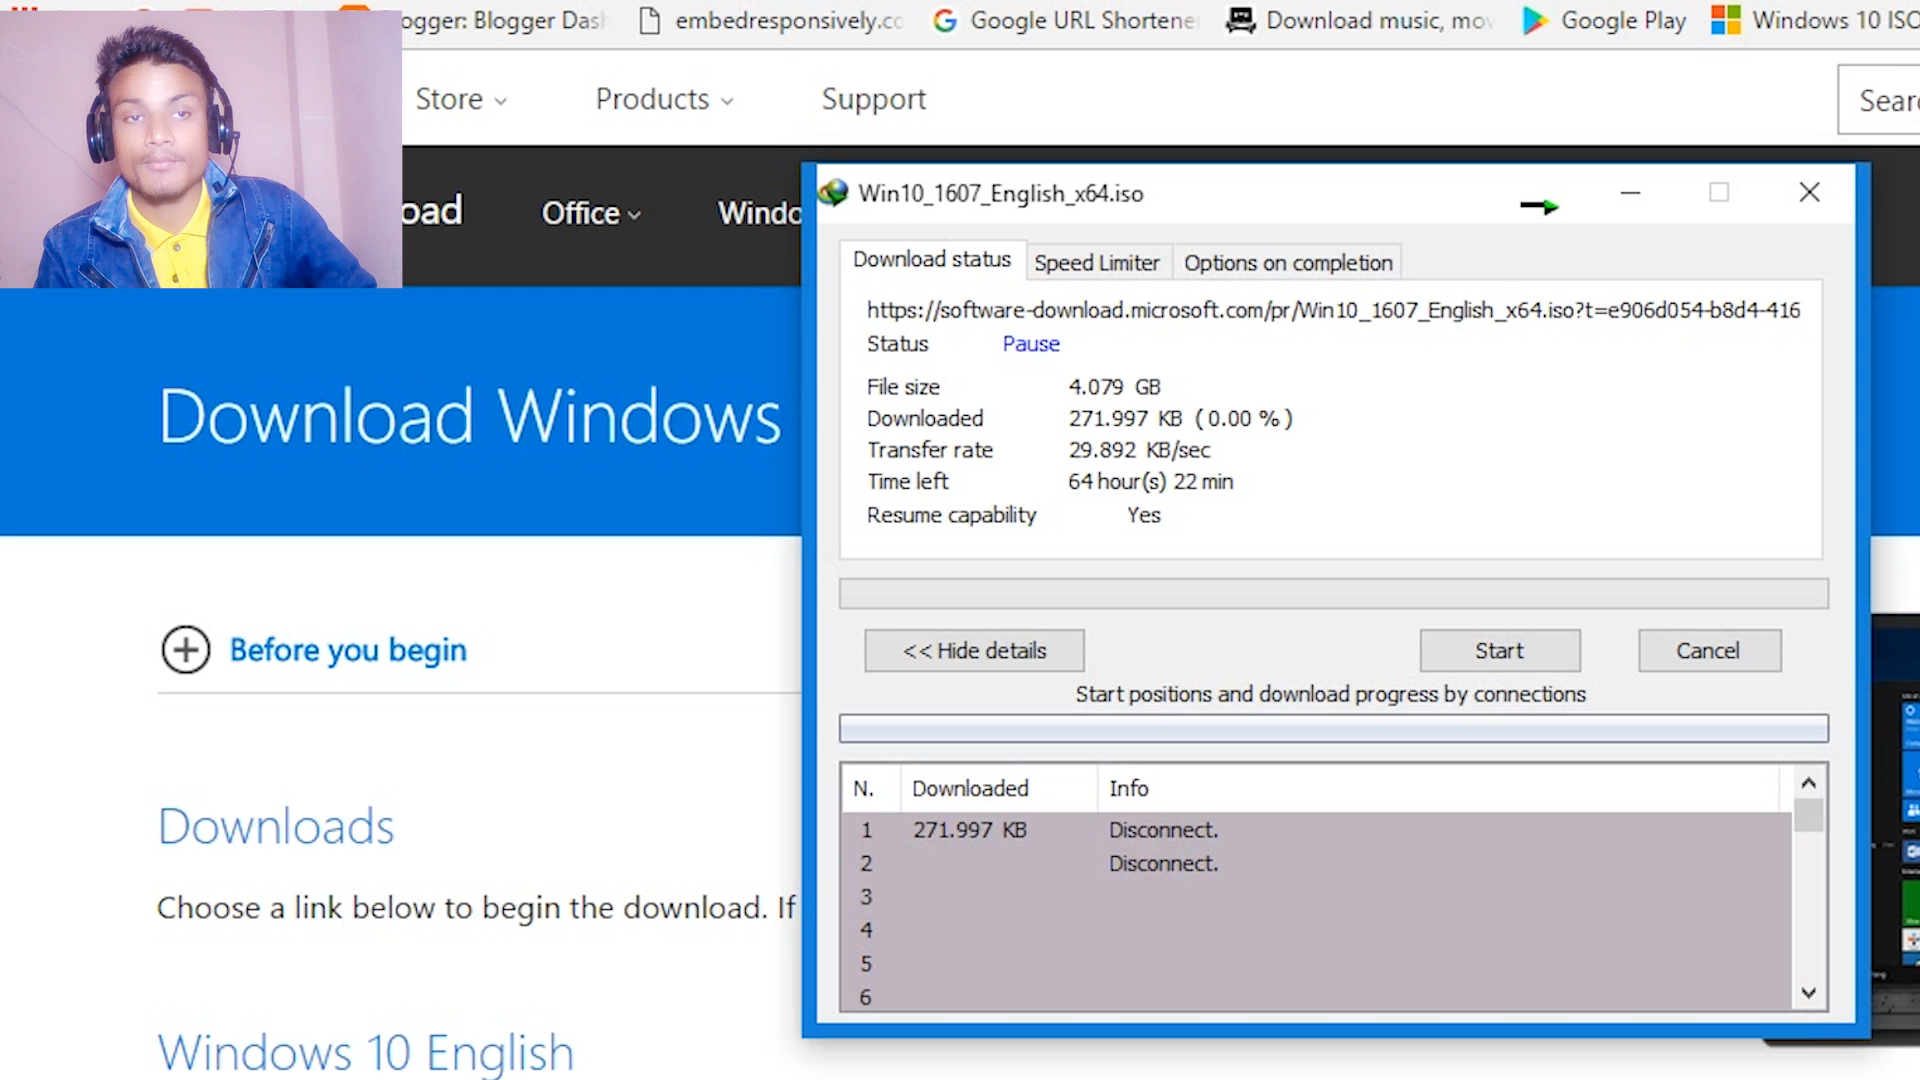 ogger: Blogger Das
embedresponsively.c
Google URL Shortene
Download music, mov
Google Play
Windows 10 ISO
Store
Products
Support
Sear
oad
Office
Windo
Download Windows
Before you begin
Downloads
Choose a link below to begin the download. If
Windows 10 English
Win10_1607_English_x64.iso
Download status
Speed Limiter
Options on completion
https://software-download.microsoft.com/pr/Win10_1607_English_x64.iso?t=e906d054-b8d4-416
Status Pause
File size 4.079 GB
Downloaded 271.997 KB ( 0.00 % )
Transfer rate 29.892 KB/sec
Time left 64 hour(s) 22 min
Resume capability Yes
<< Hide details
Start
Cancel
Start positions and download progress by connections
N. Downloaded Info
1 271.997 KB Disconnect.
2 Disconnect.
3
4
5
6